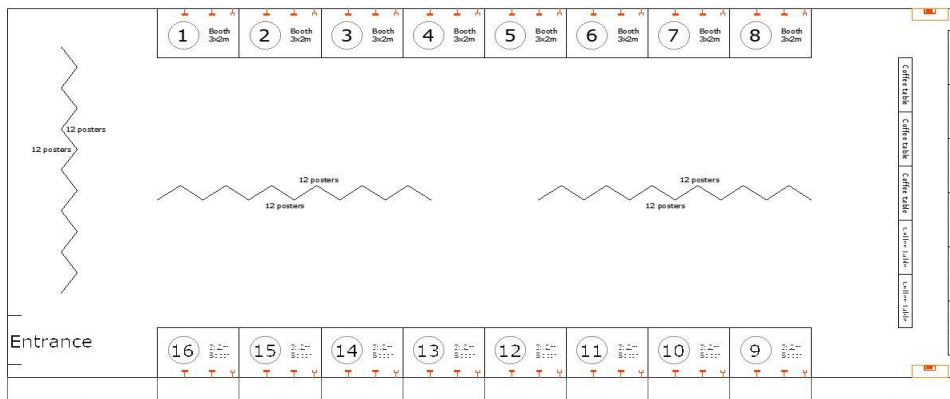 1
Booth
3x2m
2
Booth
3x2m
3
Booth
3x2m
4
Booth
3x2m
5
Booth
3x2m
6
Booth
3x2m
7
Booth
3x2m
8
Booth
3x2m
12 posters
12 posters
12 posters
12 posters
12 posters
12 posters
Coffee table
Coffee table
Coffee table
Entrance
16
15
14
13
12
11
10
9